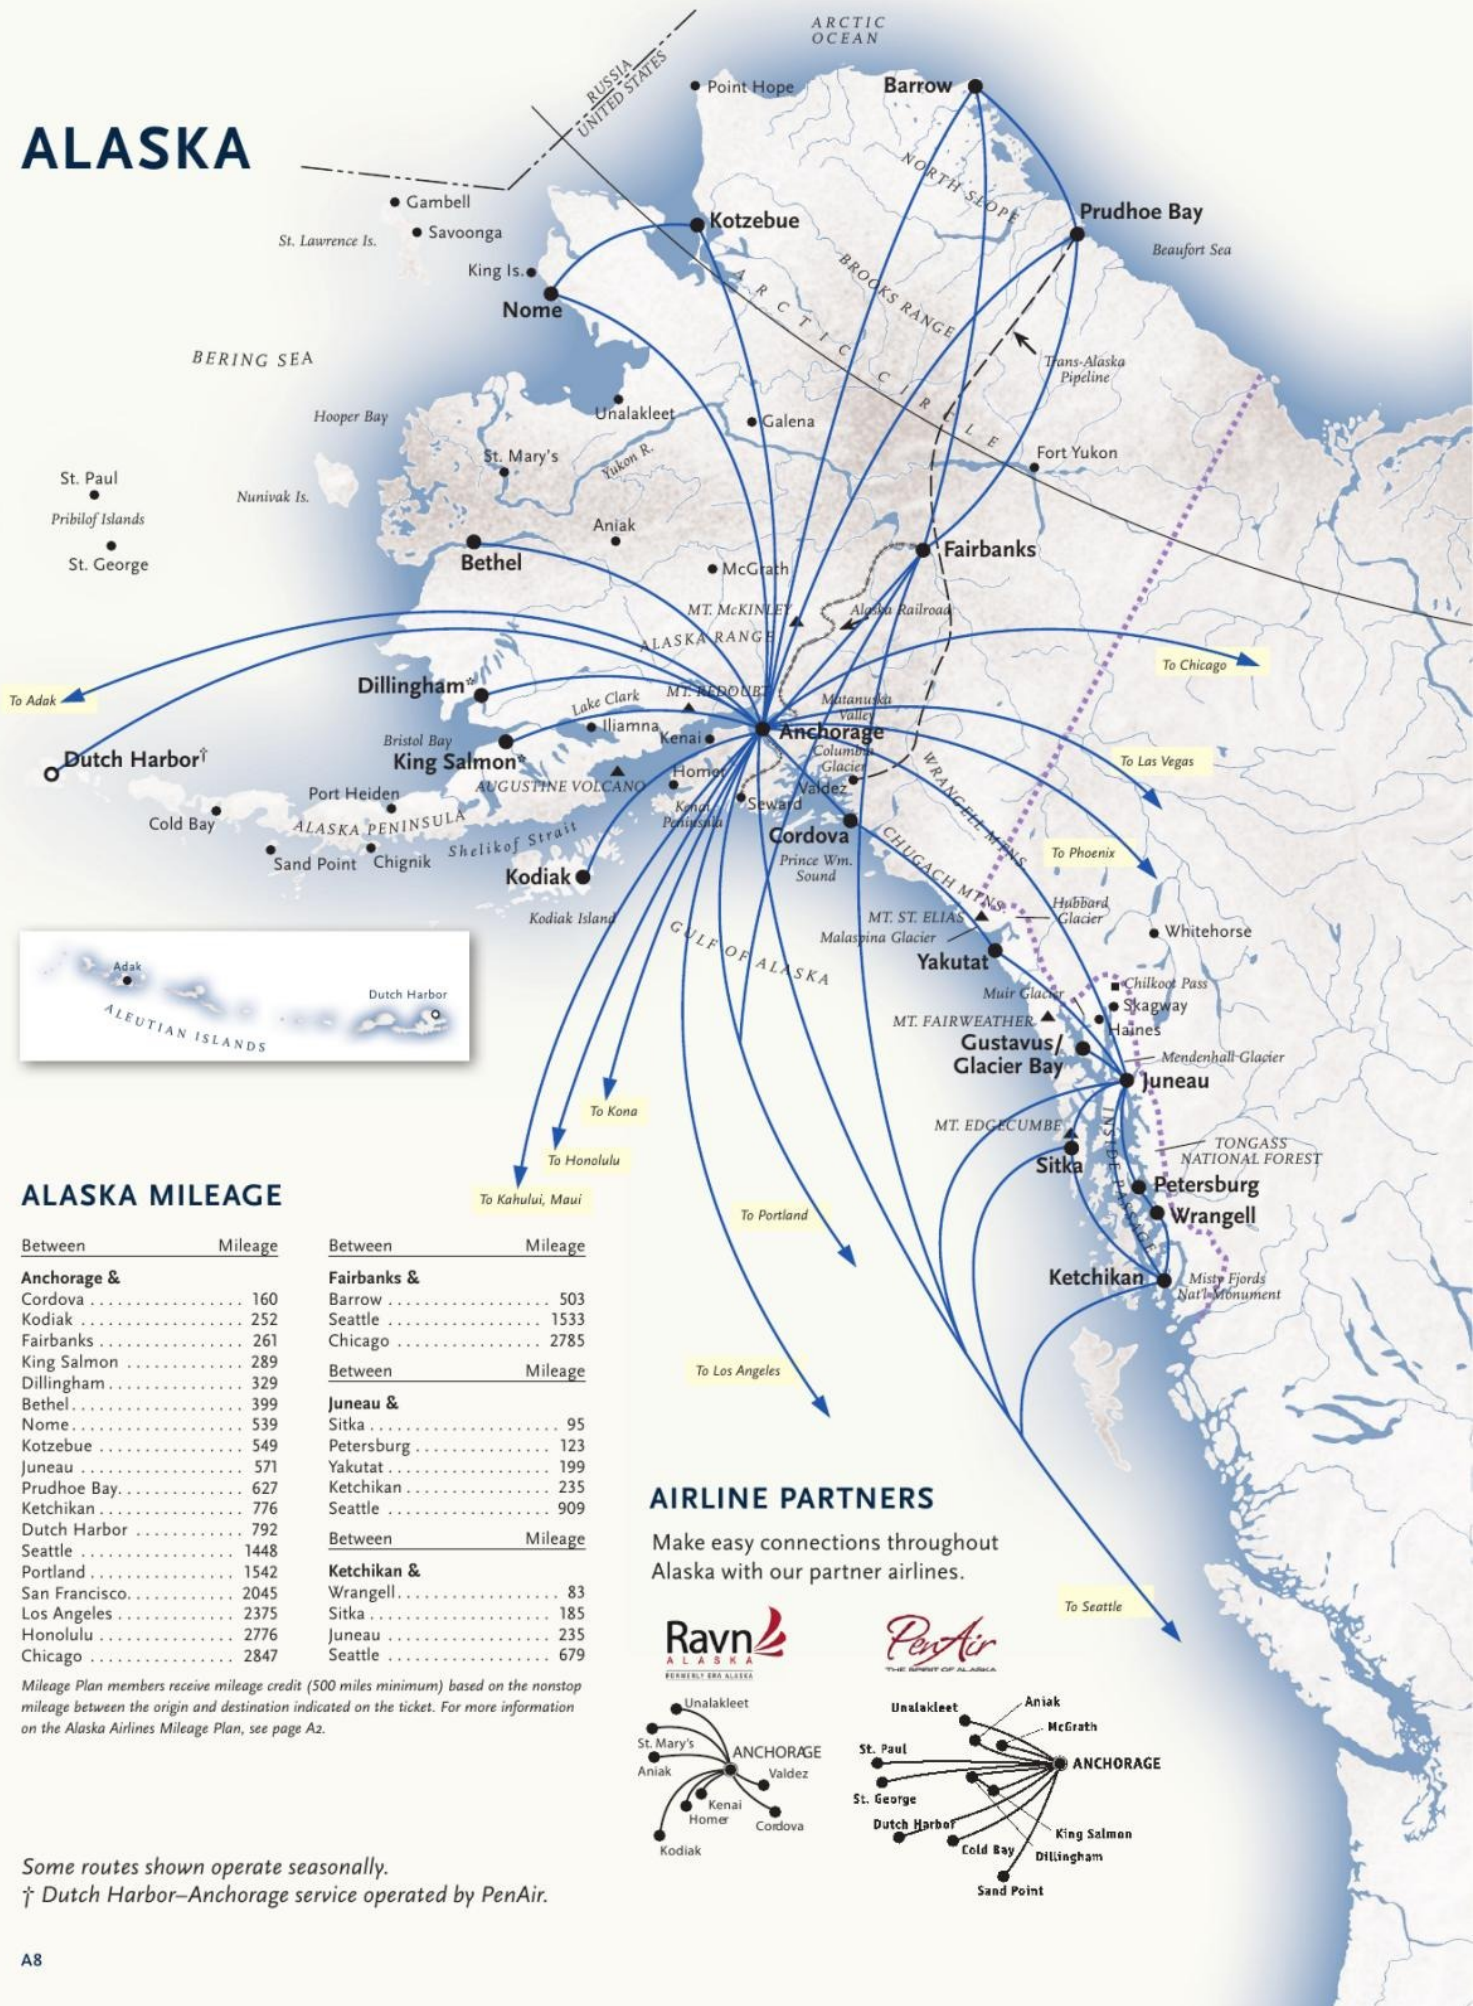 ARCTIC
OCEAN
RUSSIA
UNITED STATES
Point Hope
Barrow
ALASKA
NORTH SLOPE
Gambell
Savoonga
St. Lawrence Is.
Kotzebue
Prudhoe Bay
Beaufort Sea
King Is.
Nome
BROOKS RANGE
ARCTIC CIRCLE
BERING SEA
Trans-Alaska
Pipeline
Hooper Bay
Unalakleet
Galena
St. Mary's
Yukon R.
Fort Yukon
St. Paul
Nunivak Is.
Pribilof Islands
St. George
Aniak
Bethel
McGrath
Fairbanks
MT. McKINLEY
Alaska Railroad
ALASKA RANGE
To Chicago
Dillingham*
Lake Clark
MT. REDOUBT
Matanuska
Valley
To Adak
Iliamna
Kenai
Anchorage
Bristol Bay
King Salmon*
Columbia
Glacier
Dutch Harbor†
To Las Vegas
AUGUSTINE VOLCANO
Homer
Valdez
WRANGELL MTNS.
Port Heiden
Kenai
Peninsula
Seward
Cold Bay
ALASKA PENINSULA
Shelikof Strait
Cordova
CHUGACH MTNS.
To Phoenix
Sand Point
Chignik
Prince Wm.
Sound
Kodiak
Kodiak Island
GULF OF ALASKA
MT. ST. ELIAS
Hubbard
Glacier
Malaspina Glacier
Whitehorse
Yakutat
Adak
Dutch Harbor
ALEUTIAN ISLANDS
Muir Glacier
Chilkoot Pass
Skagway
MT. FAIRWEATHER
Haines
Gustavus/
Glacier Bay
Mendenhall Glacier
Juneau
To Kona
MT. EDGECUMBE
INSIDE PASSAGE
To Honolulu
TONGASS
NATIONAL FOREST
Sitka
Petersburg
To Kahului, Maui
To Portland
Wrangell
Ketchikan
Misty Fjords
Nat'l Monument
To Los Angeles
To Seattle
ALASKA MILEAGE
Between Mileage
Anchorage &
Cordova ................. 160
Kodiak .................. 252
Fairbanks ................ 261
King Salmon ............. 289
Dillingham............... 329
Bethel................... 399
Nome................... 539
Kotzebue ................ 549
Juneau .................. 571
Prudhoe Bay.............. 627
Ketchikan................ 776
Dutch Harbor ............ 792
Seattle ................. 1448
Portland ................ 1542
San Francisco............ 2045
Los Angeles ............. 2375
Honolulu ................ 2776
Chicago ................ 2847
Between Mileage
Fairbanks &
Barrow ................... 503
Seattle ................. 1533
Chicago ................. 2785
Between Mileage
Juneau &
Sitka..................... 95
Petersburg ............... 123
Yakutat .................. 199
Ketchikan................ 235
Seattle .................. 909
Between Mileage
Ketchikan &
Wrangell.................. 83
Sitka .................... 185
Juneau .................. 235
Seattle .................. 679
Mileage Plan members receive mileage credit (500 miles minimum) based on the nonstop
mileage between the origin and destination indicated on the ticket. For more information
on the Alaska Airlines Mileage Plan, see page A2.
AIRLINE PARTNERS
Make easy connections throughout
Alaska with our partner airlines.
Ravn
ALASKA
FORMERLY ERA ALASKA
Unalakleet
St. Mary's
ANCHORAGE
Aniak
Valdez
Kenai
Homer
Cordova
Kodiak
PenAir
THE SPIRIT OF ALASKA
Unalakleet
Aniak
McGrath
St. Paul
ANCHORAGE
St. George
Dutch Harbor
King Salmon
Cold Bay
Dillingham
Sand Point
Some routes shown operate seasonally.
† Dutch Harbor–Anchorage service operated by PenAir.
A8